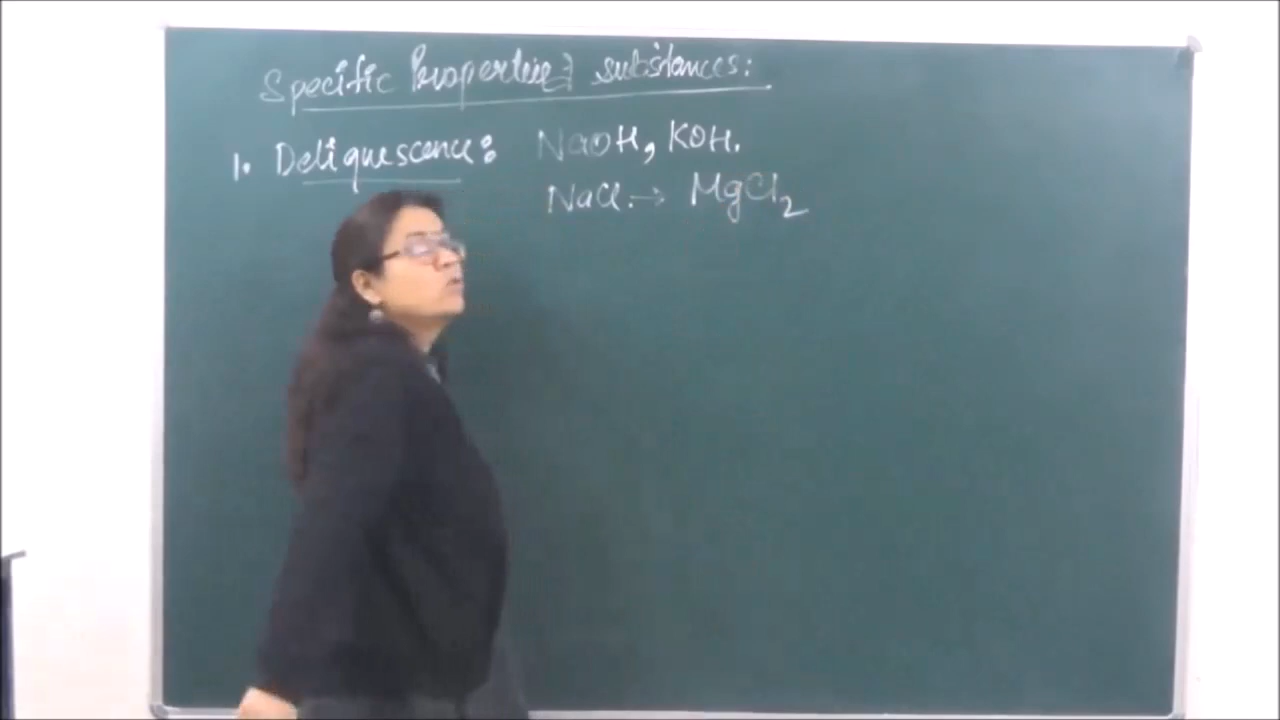 Specific Properties of substances:
1. Deliquescence: NaOH, KOH.
NaCl. → MgCl₂